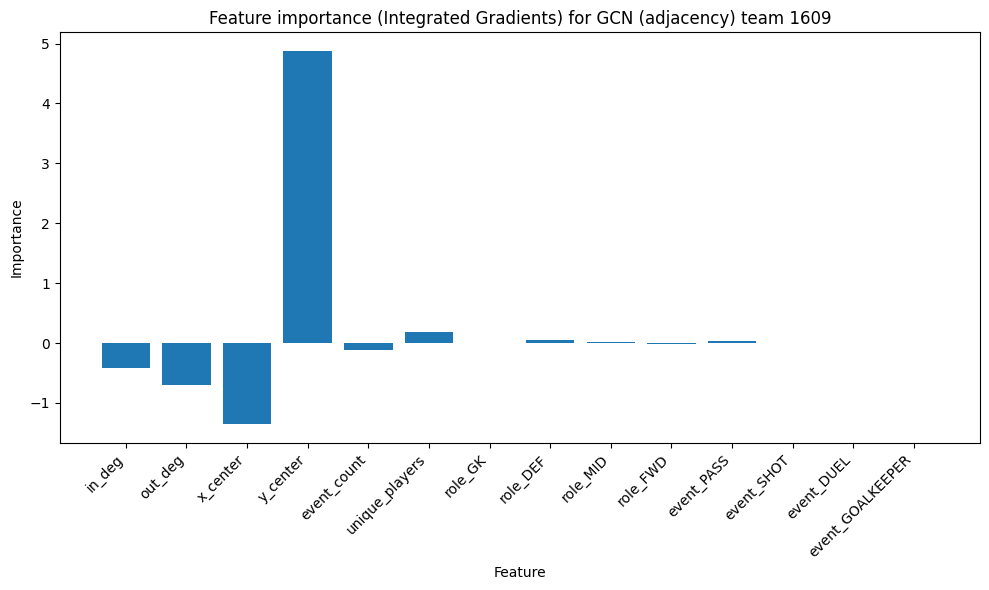 Feature importance (Integrated Gradients) for GCN (adjacency) team 1609
Importance
5
4
3
2
1
0
−1
in_deg
out_deg
x_center
y_center
event_count
unique_players
role_GK
role_DEF
role_MID
role_FWD
event_PASS
event_SHOT
event_DUEL
event_GOALKEEPER
Feature